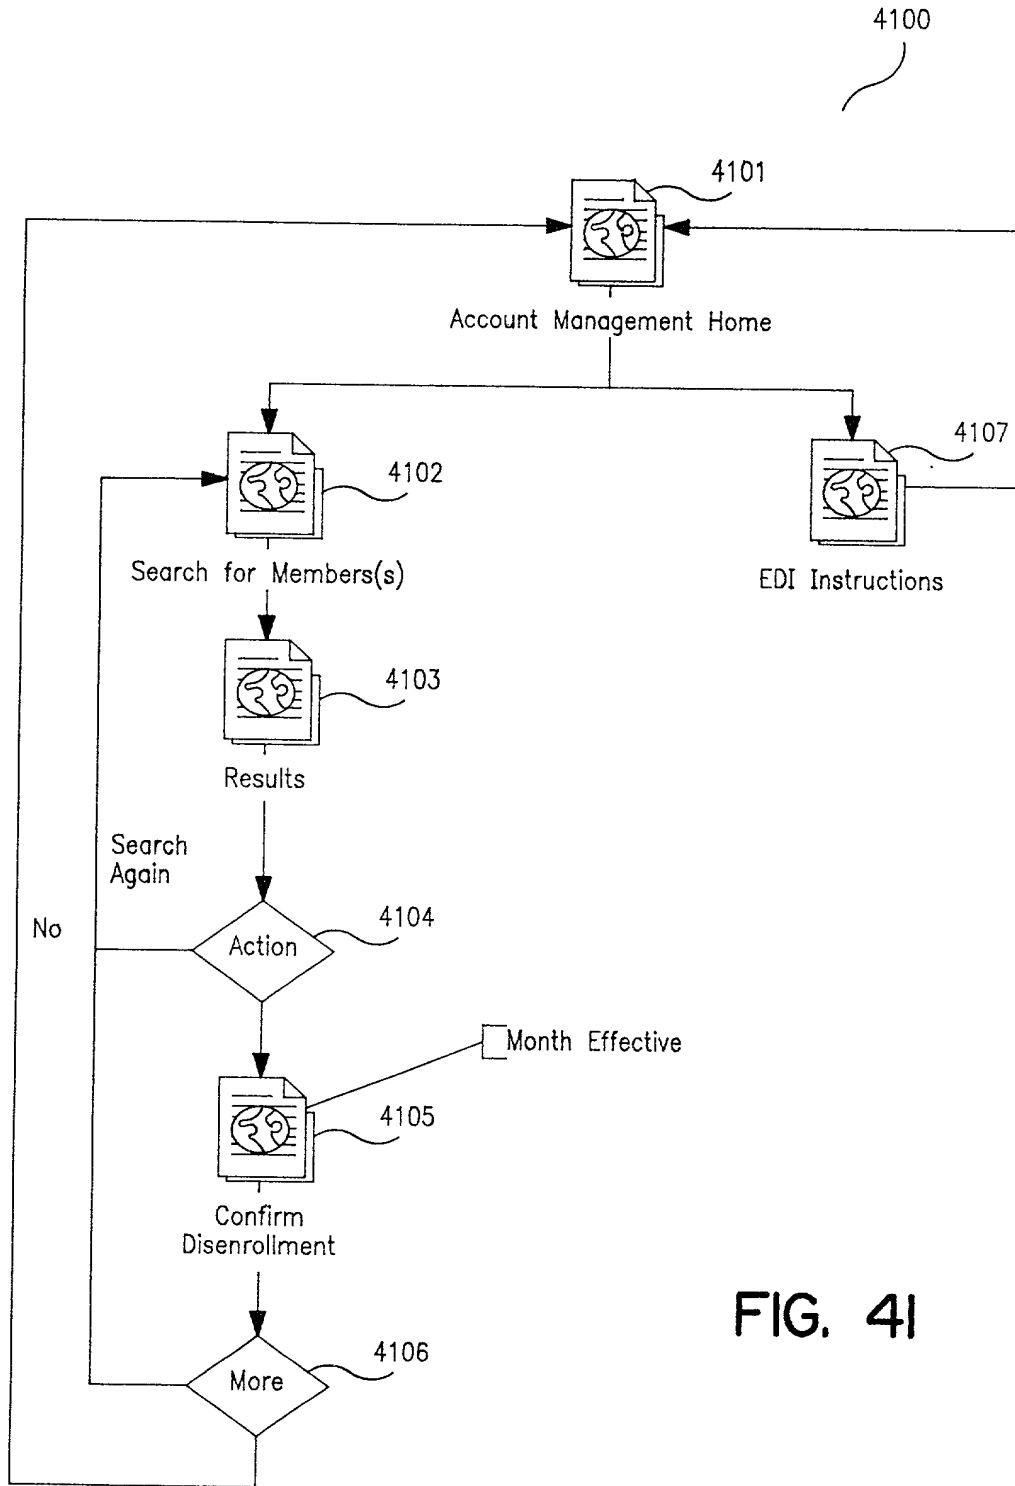 4100
4101
Account Management Home
4102
4107
Search for Members(s)
EDI Instructions
4103
Results
Search
Again
No
4104
Action
Month Effective
4105
Confirm
Disenrollment
4106
More
FIG. 41